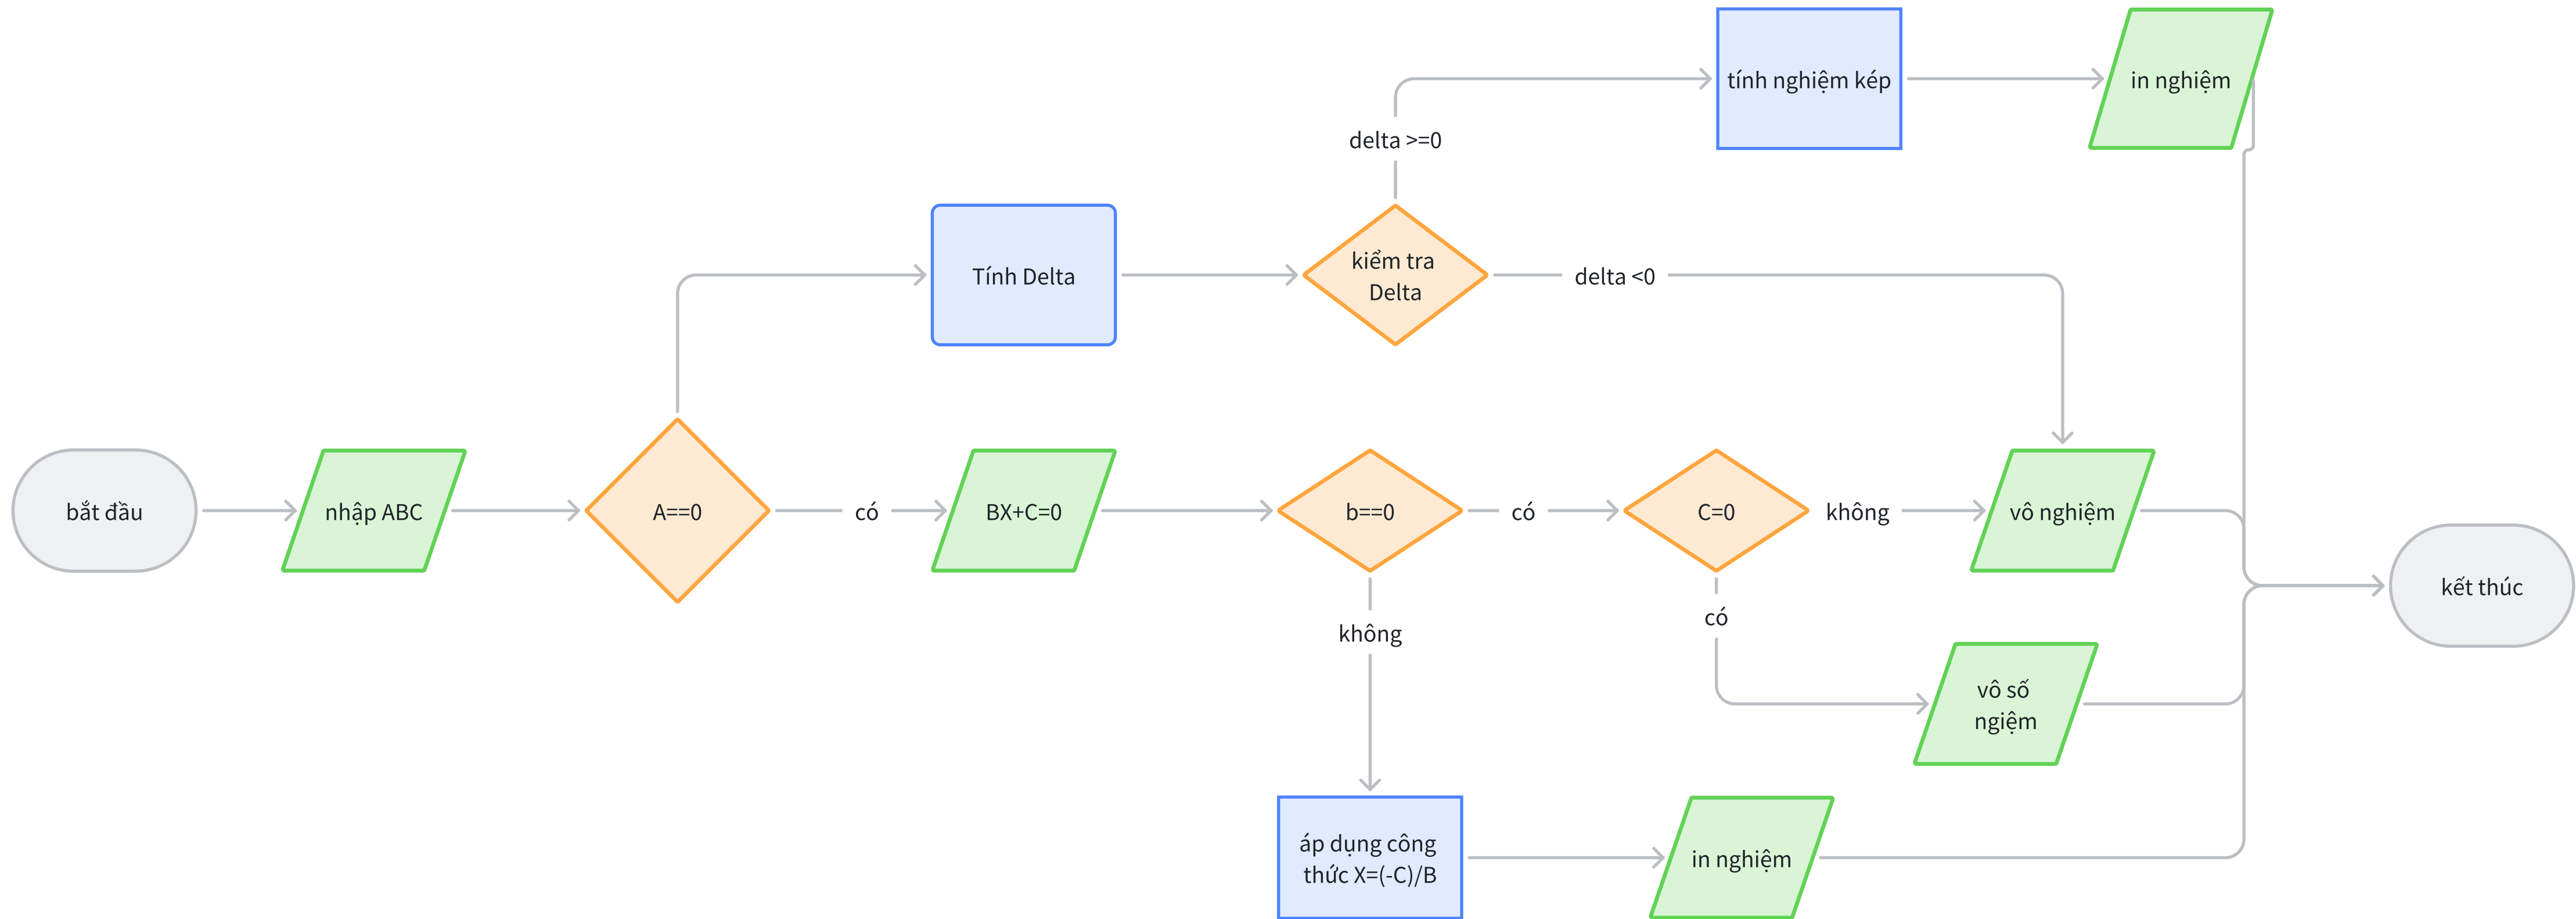 tính nghiệm kép
in nghiệm
delta >=0
Tính Delta
kiểm tra
Delta
delta <0
bắt đầu
nhập ABC
A==0
có
BX+C=0
b==0
có
C=0
không
vô nghiệm
kết thúc
không
có
vô số
ngiệm
áp dụng công
thức X=(-C)/B
in nghiệm